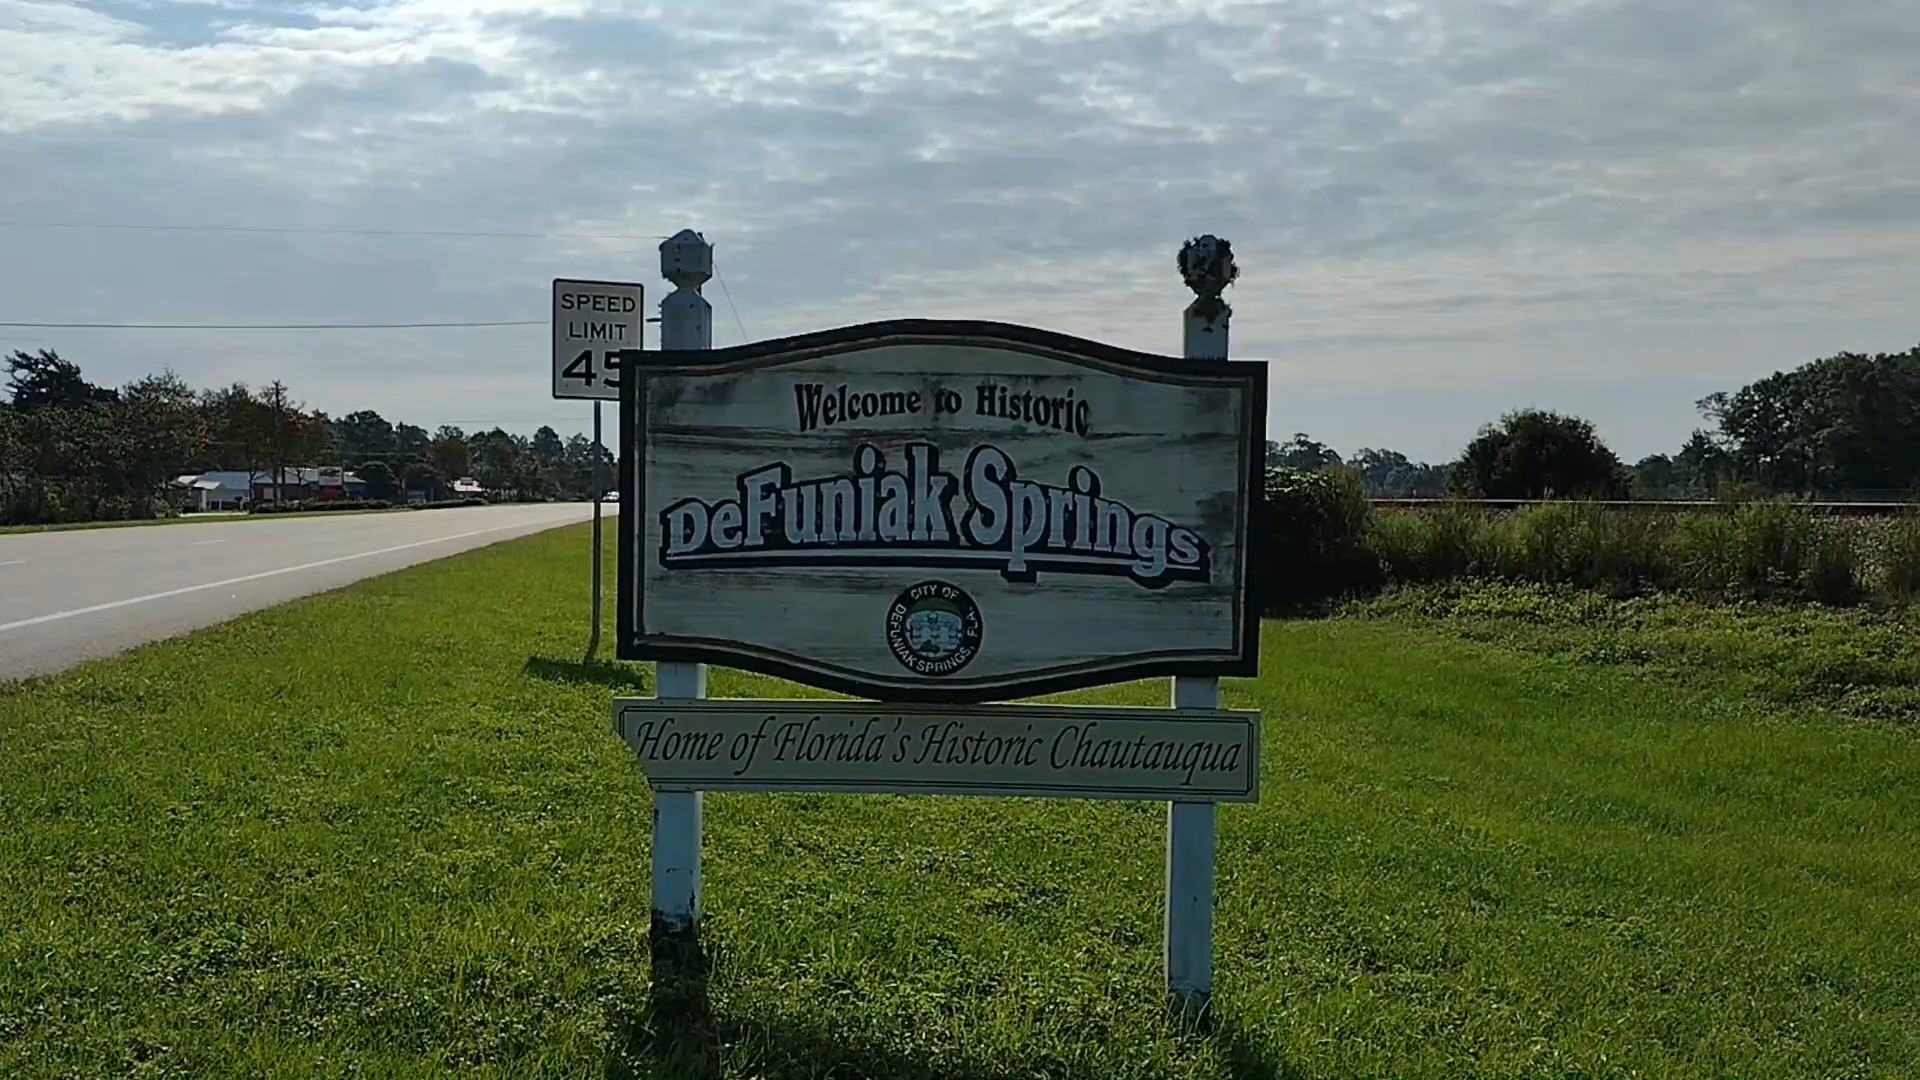 SPEED
LIMIT
45
Welcome to Historic
DeFuniak Springs
CITY OF
DEFUNIAK SPRINGS, FLA.
Home of Florida's Historic Chautauqua